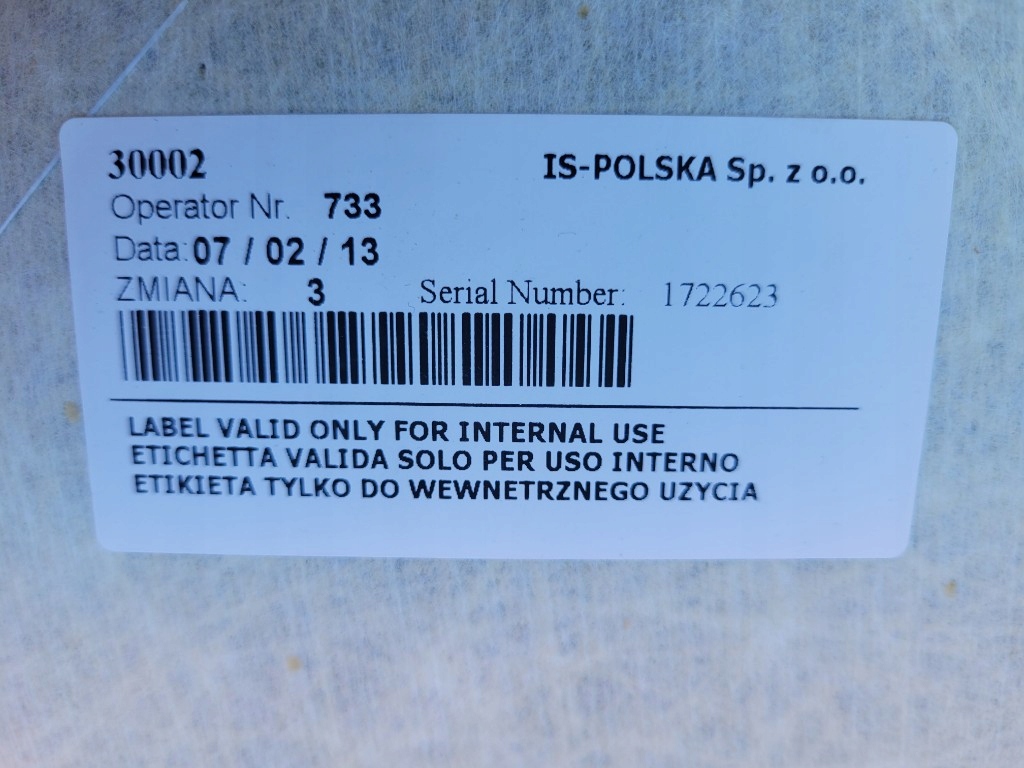 30002 IS-POLSKA Sp. z o.o.
Operator Nr. 733
Data: 07 / 02 / 13
ZMIANA: 3 Serial Number: 1722623
LABEL VALID ONLY FOR INTERNAL USE
ETICHETTA VALIDA SOLO PER USO INTERNO
ETIKIETA TYLKO DO WEWNETRZNEGO UZYCIA